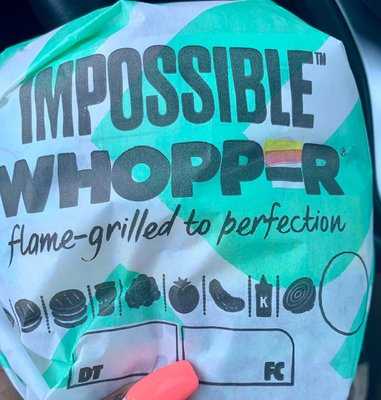 IMPOSSIBLE™
WHOPPER
flame-grilled to perfection
K
DT FC